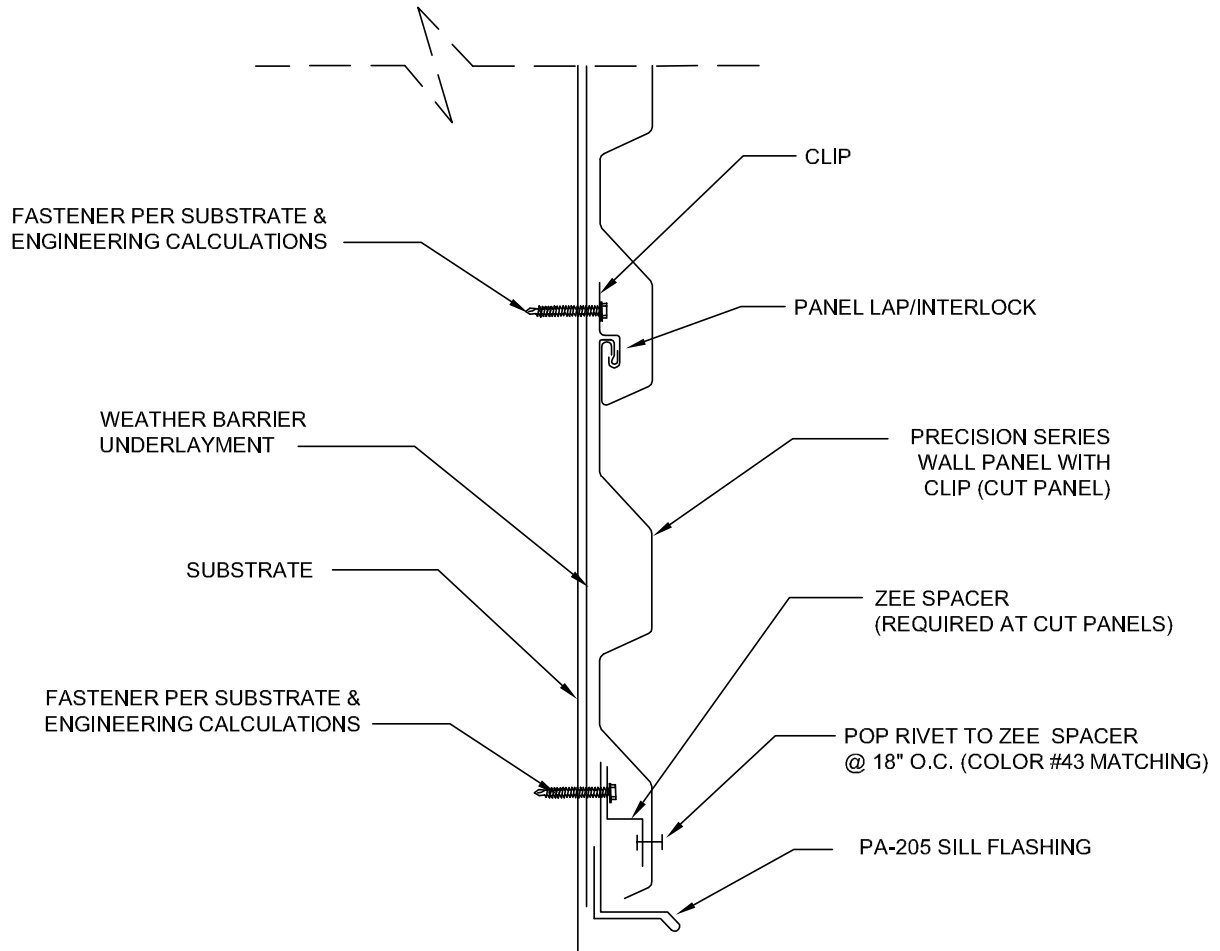 CLIP
FASTENER PER SUBSTRATE &
ENGINEERING CALCULATIONS
PANEL LAP/INTERLOCK
WEATHER BARRIER
UNDERLAYMENT
PRECISION SERIES
WALL PANEL WITH
CLIP (CUT PANEL)
SUBSTRATE
ZEE SPACER
(REQUIRED AT CUT PANELS)
FASTENER PER SUBSTRATE &
ENGINEERING CALCULATIONS
POP RIVET TO ZEE SPACER
@ 18" O.C. (COLOR #43 MATCHING)
PA-205 SILL FLASHING